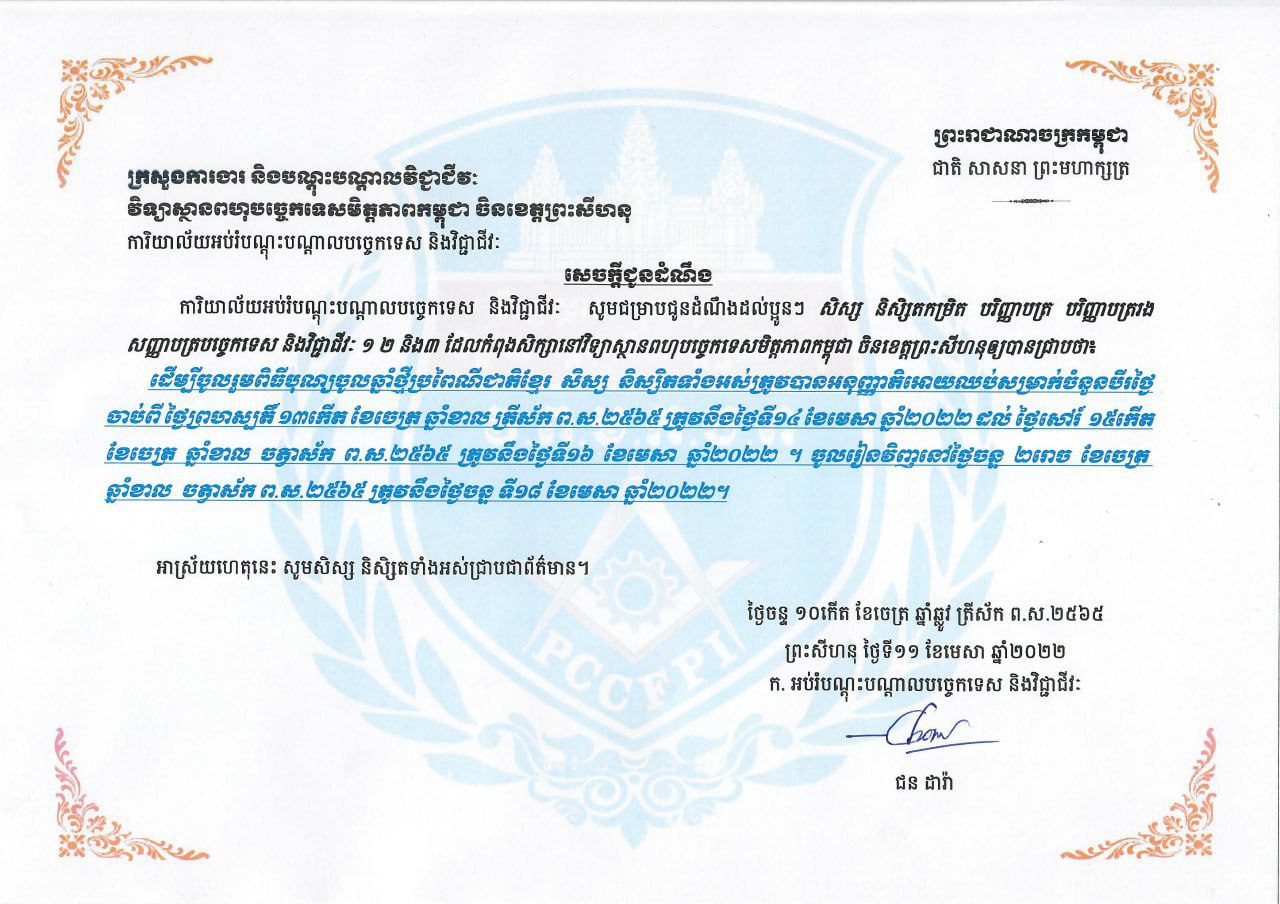 ព្រះរាជាណាចក្រកម្ពុជា
ជាតិ សាសនា ព្រះមហាក្សត្រ
ក្រសួងការងារ និងបណ្តុះបណ្តាលវិជ្ជាជីវៈ
វិទ្យាស្ថានពហុបច្ចេកទេសមិត្តភាពកម្ពុជា ចិនខេត្តព្រះសីហនុ
ការិយាល័យអប់រំបណ្តុះបណ្តាលបច្ចេកទេស និងវិជ្ជាជីវៈ
សេចក្តីជូនដំណឹង
ការិយាល័យអប់រំបណ្តុះបណ្តាលបច្ចេកទេស និងវិជ្ជាជីវៈ សូមជម្រាបជូនដំណឹងដល់ប្អូនៗ សិស្ស និស្សិតកម្រិត បរិញ្ញាបត្រ បរិញ្ញាបត្ររង
សញ្ញាបត្របច្ចេកទេស និងវិជ្ជាជីវៈ ១ ២ និង៣ ដែលកំពុងសិក្សានៅវិទ្យាស្ថានពហុបច្ចេកទេសមិត្តភាពកម្ពុជា ចិនខេត្តព្រះសីហនុឲ្យបានជ្រាបថា៖
ដើម្បីចូលរួមពិធីបុណ្យចូលឆ្នាំថ្មីប្រពៃណីជាតិខ្មែរ សិស្ស និស្សិតទាំងអស់ត្រូវបានអនុញ្ញាតិអោយឈប់សម្រាក់ចំនួនបីរថ្ងៃ
ចាប់ពី ថ្ងៃព្រហស្បត្តិ៍ ១៣កើត ខែចេត្រ ឆ្នាំខាល ត្រីស័ក ព.ស.២៥៦៥ ត្រូវនឹងថ្ងៃទី១៤ ខែមេសា ឆ្នាំ២០២២ ដល់ ថ្ងៃសៅរ៍ ១៥កើត
ខែចេត្រ ឆ្នាំខាល ចត្វាស័ក ព.ស.២៥៦៥ ត្រូវនឹងថ្ងៃទី១៦ ខែមេសា ឆ្នាំ២០២២ ។ ចូលរៀនវិញនៅថ្ងៃចន្ទ ២រោច ខែចេត្រ
ឆ្នាំខាល ចត្វាស័ក ព.ស.២៥៦៥ ត្រូវនឹងថ្ងៃចន្ទ ទី១៨ ខែមេសា ឆ្នាំ២០២២។
អាស្រ័យហេតុនេះ សូមសិស្ស និស្សិតទាំងអស់ជ្រាបជាព័ត៌មាន។
ថ្ងៃចន្ទ ១០កើត ខែចេត្រ ឆ្នាំឆ្លូវ ត្រីស័ក ព.ស.២៥៦៥
ព្រះសីហនុ ថ្ងៃទី១១ ខែមេសា ឆ្នាំ២០២២
ក. អប់រំបណ្តុះបណ្តាលបច្ចេកទេស និងវិជ្ជាជីវៈ
ជន ដារ៉ា
PCCFPI